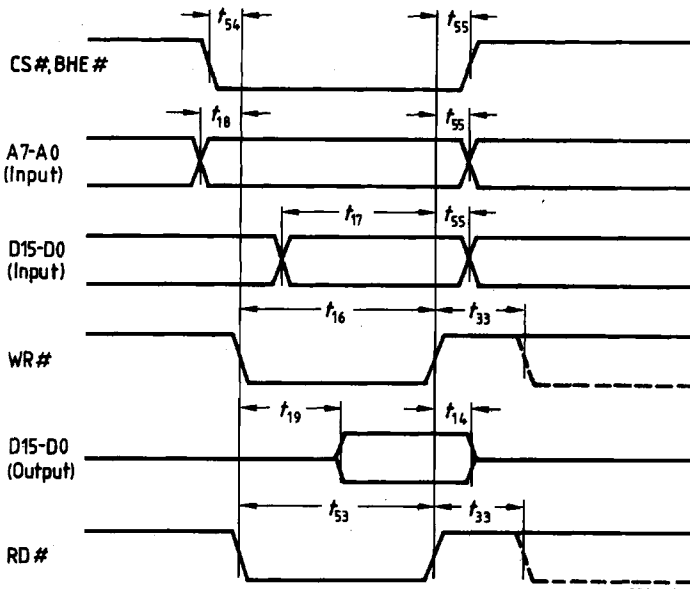 t54 t55
CS#,BHE#
t18 t55
A7-A0
(Input)
t17 t55
D15-D0
(Input)
t16 t33
WR#
t19 t14
D15-D0
(Output)
t53 t33
RD#